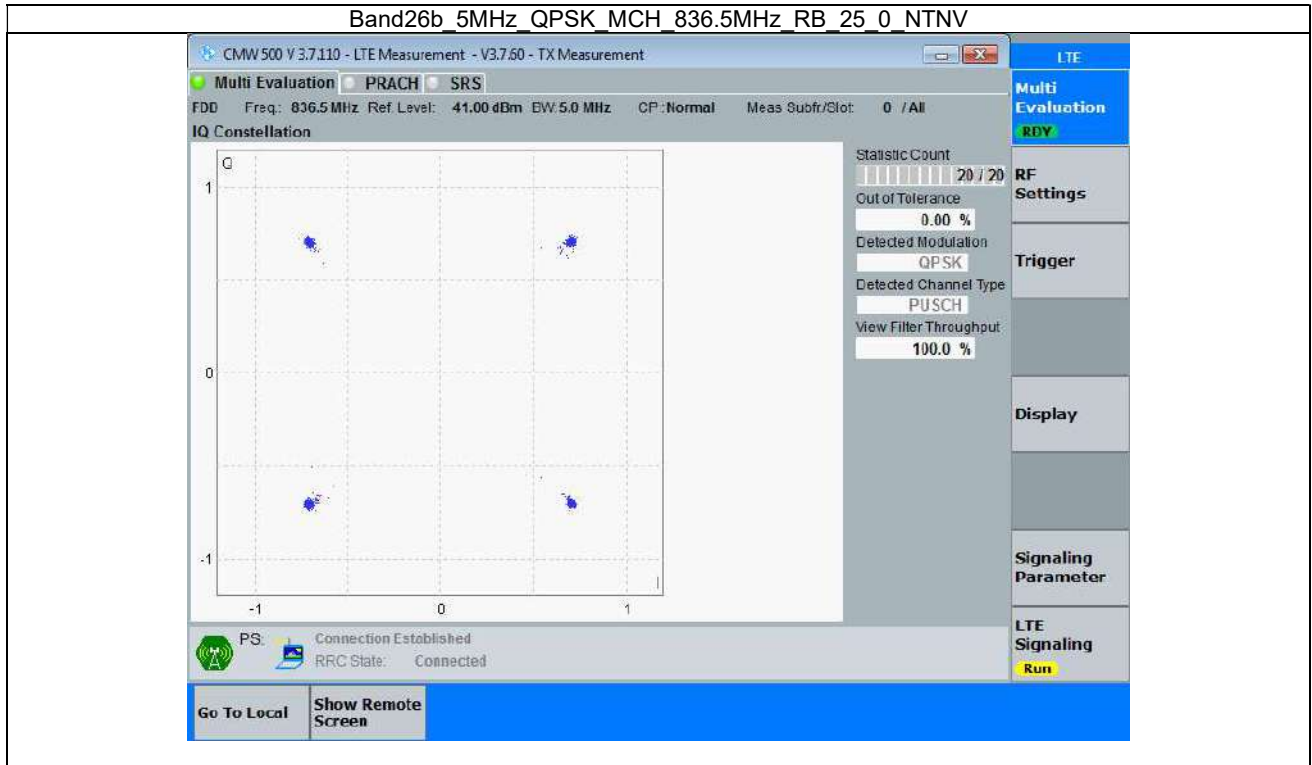 Band26b_5MHz_QPSK_MCH_836.5MHz_RB_25_0_NTNV
CMW 500 V 3.7.110 - LTE Measurement - V3.7.60 - TX Measurement
LTE
Multi Evaluation PRACH SRS
FDD Freq.: 836.5 MHz Ref. Level: 41.00 dBm BW: 5.0 MHz CP: Normal Meas Subfr/Slot: 0 / All
IQ Constellation
Q
1
0
-1
-1 0 1
I
Statistic Count
20 / 20
Out of Tolerance
0.00 %
Detected Modulation
QPSK
Detected Channel Type
PUSCH
View Filter Throughput
100.0 %
Multi
Evaluation
RDY
RF
Settings
Trigger
Display
Signaling
Parameter
LTE
Signaling
Run
PS: Connection Established
RRC State: Connected
Go To Local
Show Remote
Screen